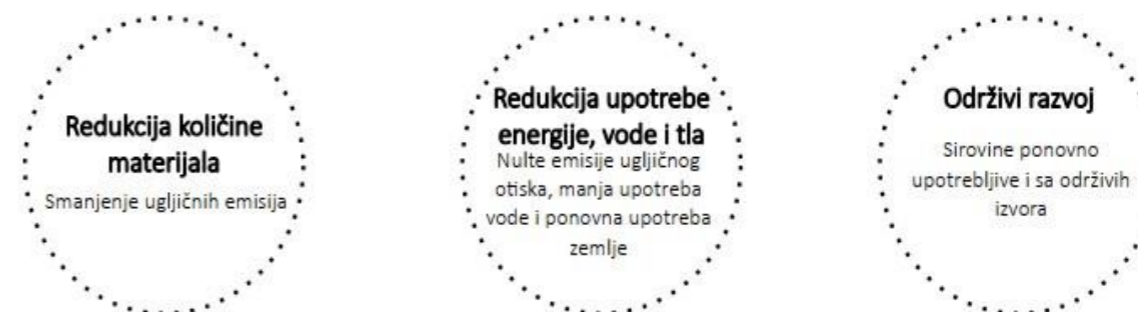 Redukcija količine
materijala
Smanjenje ugljičnih emisija
Redukcija upotrebe
energije, vode i tla
Nulte emisije ugljičnog
otiska, manja upotreba
vode i ponovna upotreba
zemlje
Održivi razvoj
Sirovine ponovno
upotrebljive i sa održivih
izvora